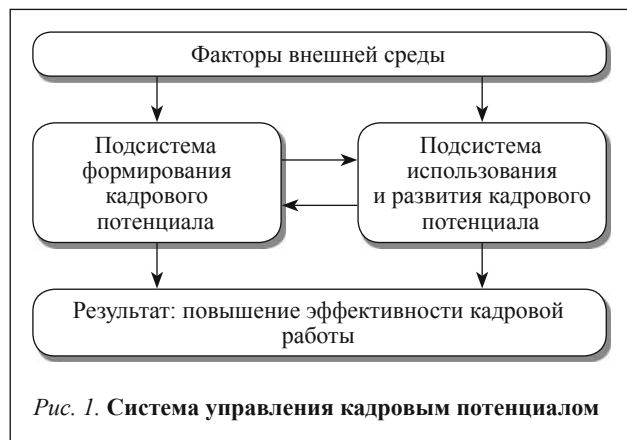 Факторы внешней среды
Подсистема
формирования
кадрового
потенциала
Подсистема
использования
и развития кадрового
потенциала
Результат: повышение эффективности кадровой
работы
Рис. 1. Система управления кадровым потенциалом